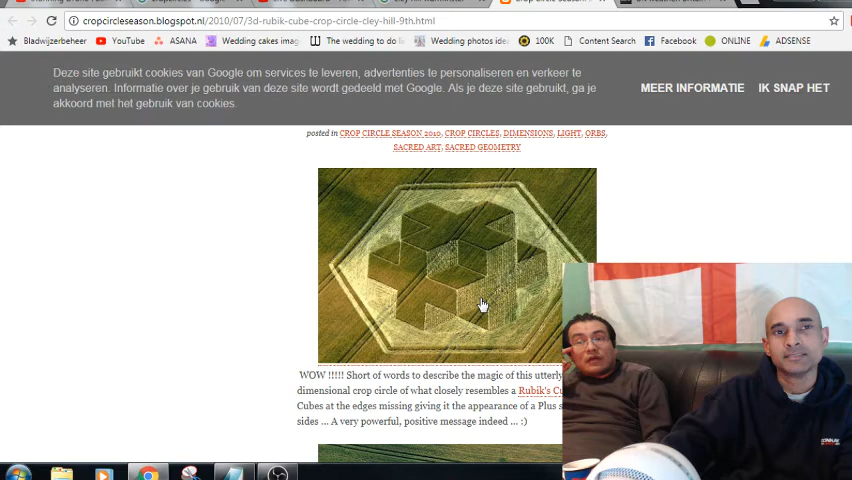 cropcircleseason.blogspot.nl/2010/07/3d-rubik-cube-crop-circle-cley-hill-9th.html
Bladwijzerbeheer YouTube ASANA Wedding cakes imag The wedding do Wedding photos idea 100K Content Search Facebook ONLINE ADSENSE
Deze site gebruikt cookies van Google om services te leveren, advertenties te personaliseren en verkeer te
analyseren. Informatie over je gebruik van deze site wordt gedeeld met Google. Als je deze site gebruikt, ga je
akkoord met het gebruik van cookies.
MEER INFORMATIE IK SNAP HET
posted in CROP CIRCLE SEASON 2010, CROP CIRCLES, DIMENSIONS, LIGHT, ORBS,
SACRED ART, SACRED GEOMETRY
WOW !!!!! Short of words to describe the magic of this utterly
dimensional crop circle of what closely resembles a Rubik's Cu
Cubes at the edges missing giving it the appearance of a Plus s
sides ... A very powerful, positive message indeed ... :)